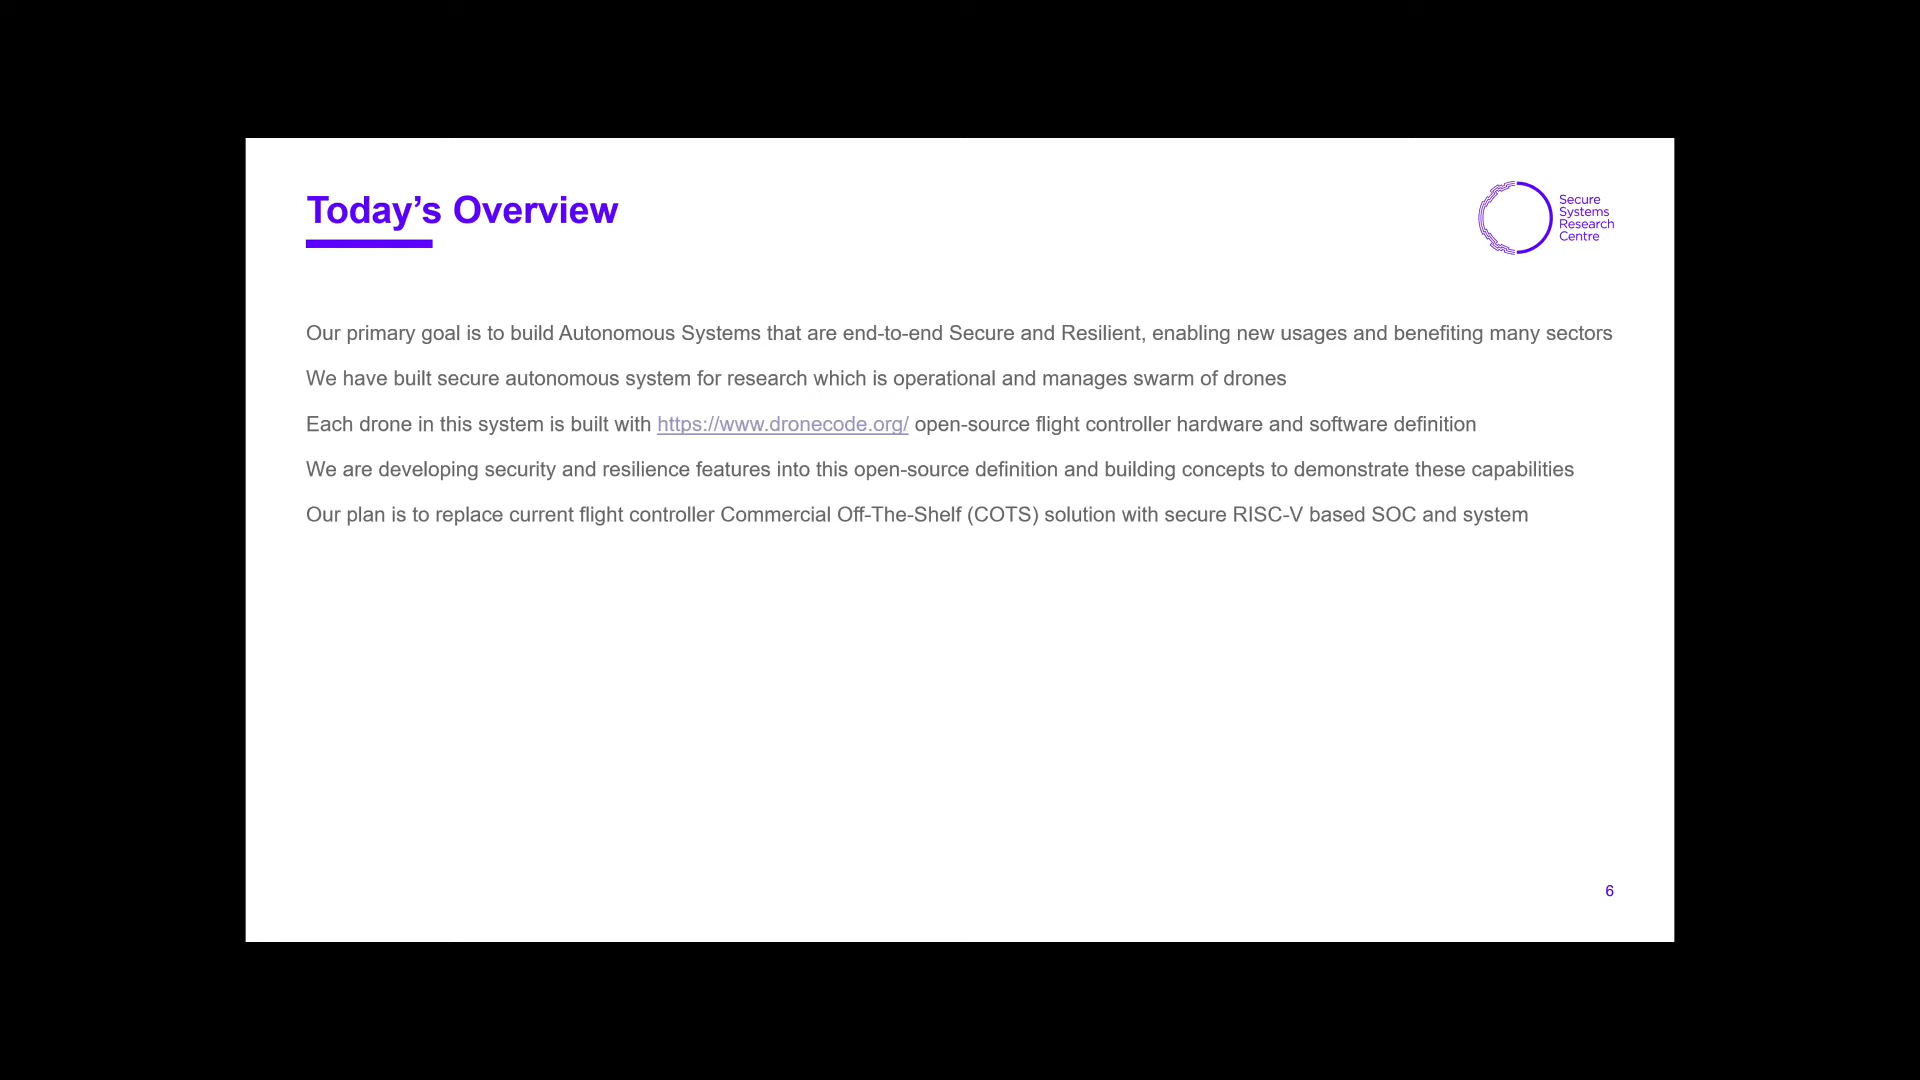 Today’s Overview
Secure
Systems
Research
Centre
Our primary goal is to build Autonomous Systems that are end-to-end Secure and Resilient, enabling new usages and benefiting many sectors
We have built secure autonomous system for research which is operational and manages swarm of drones
Each drone in this system is built with https://www.dronecode.org/ open-source flight controller hardware and software definition
We are developing security and resilience features into this open-source definition and building concepts to demonstrate these capabilities
Our plan is to replace current flight controller Commercial Off-The-Shelf (COTS) solution with secure RISC-V based SOC and system
6